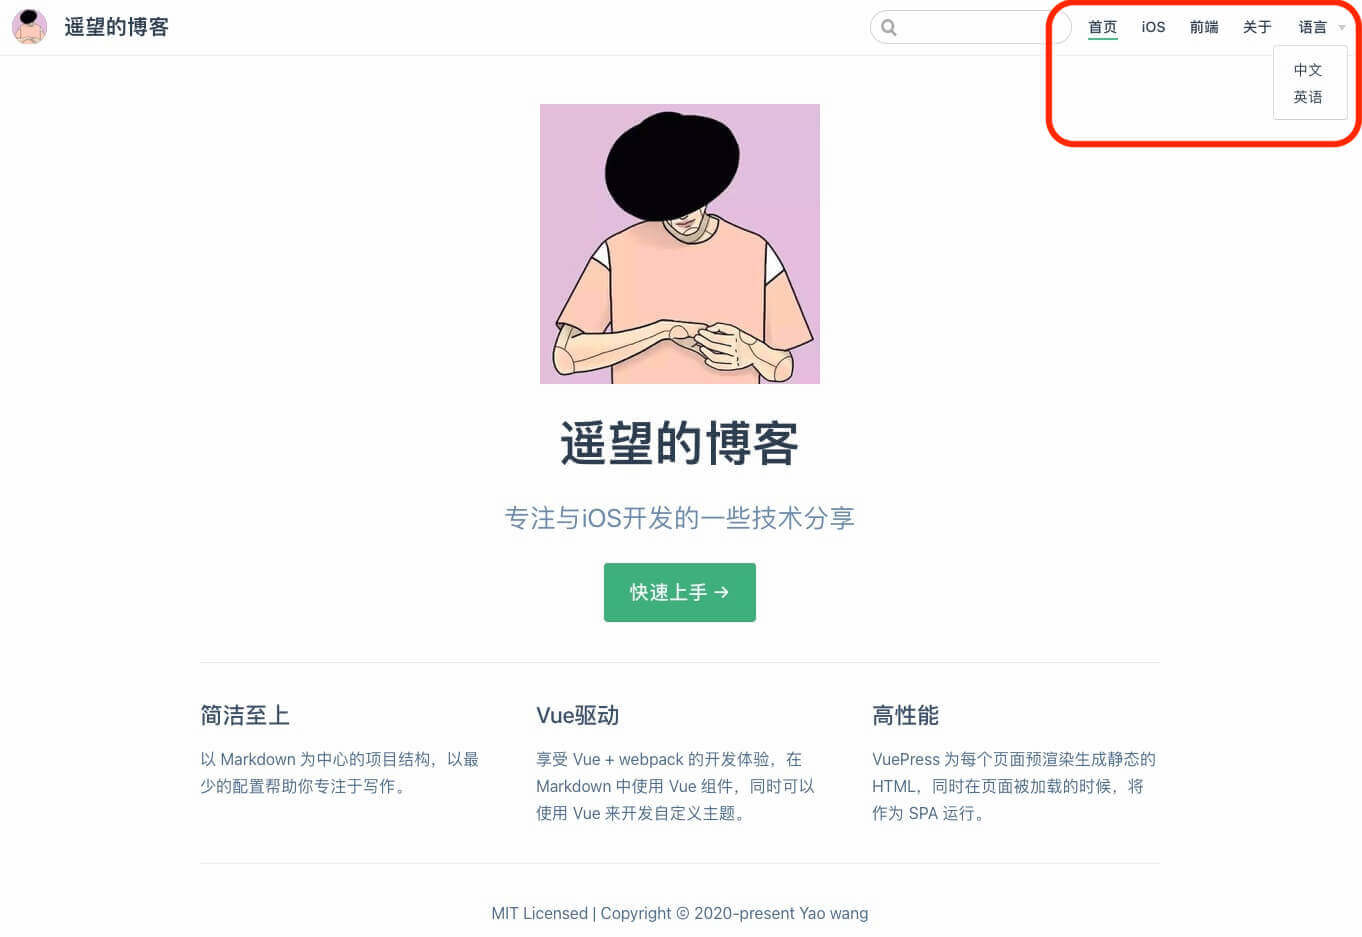 遥望的博客
首页 iOS 前端 关于 语言
中文
英语
遥望的博客
专注与iOS开发的一些技术分享
快速上手 →
简洁至上
以 Markdown 为中心的项目结构，以最
少的配置帮助你专注于写作。
Vue驱动
享受 Vue + webpack 的开发体验，在
Markdown 中使用 Vue 组件，同时可以
使用 Vue 来开发自定义主题。
高性能
VuePress 为每个页面预渲染生成静态的
HTML，同时在页面被加载的时候，将
作为 SPA 运行。
MIT Licensed | Copyright © 2020-present Yao wang